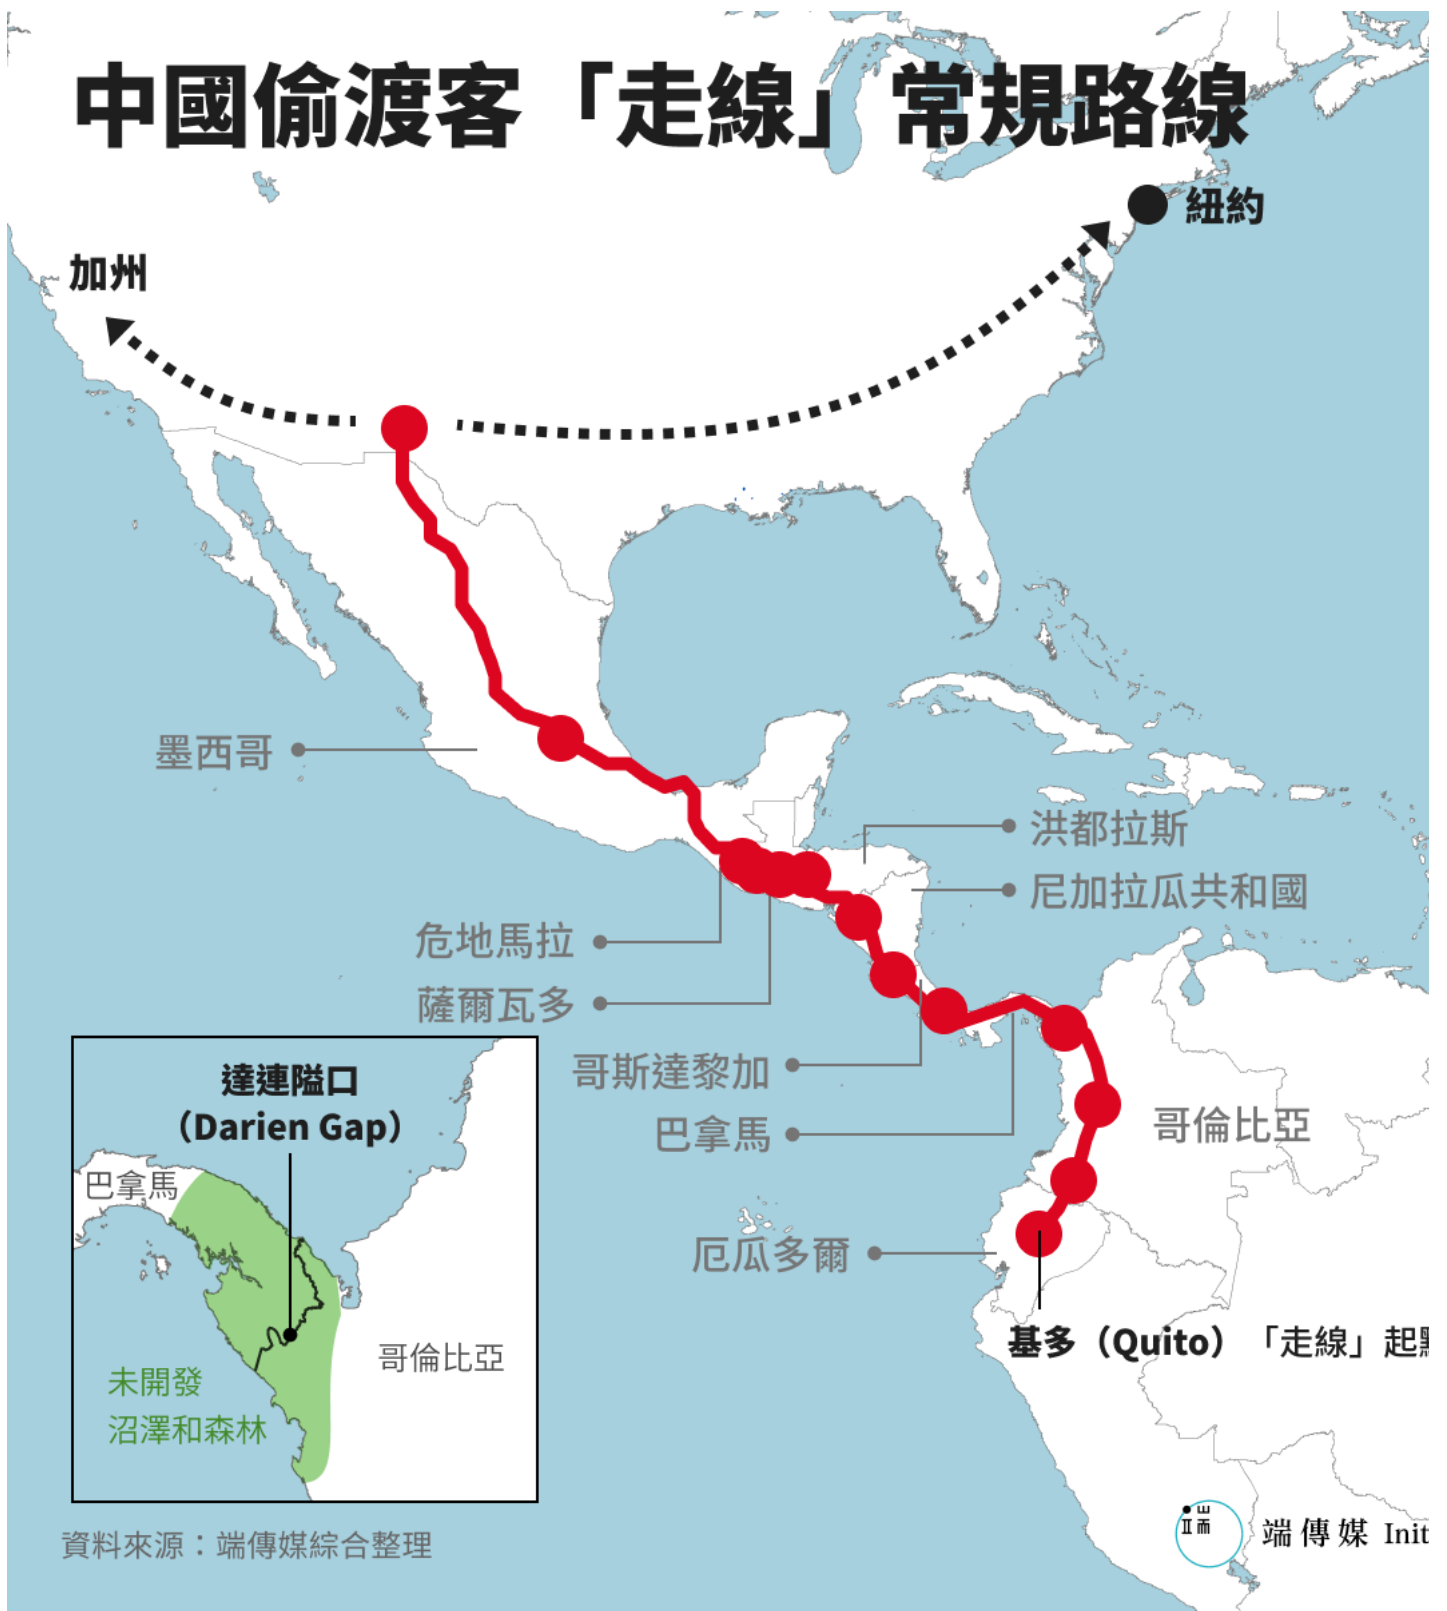 中國偷渡客「走線」常規路線
紐約
加州
墨西哥
洪都拉斯
尼加拉瓜共和國
危地馬拉
薩爾瓦多
哥斯達黎加
巴拿馬
哥倫比亞
厄瓜多爾
基多（Quito）「走線」起
達連隘口
（Darien Gap）
巴拿馬
哥倫比亞
未開發
沼澤和森林
資料來源：端傳媒綜合整理
端
端傳媒 Init